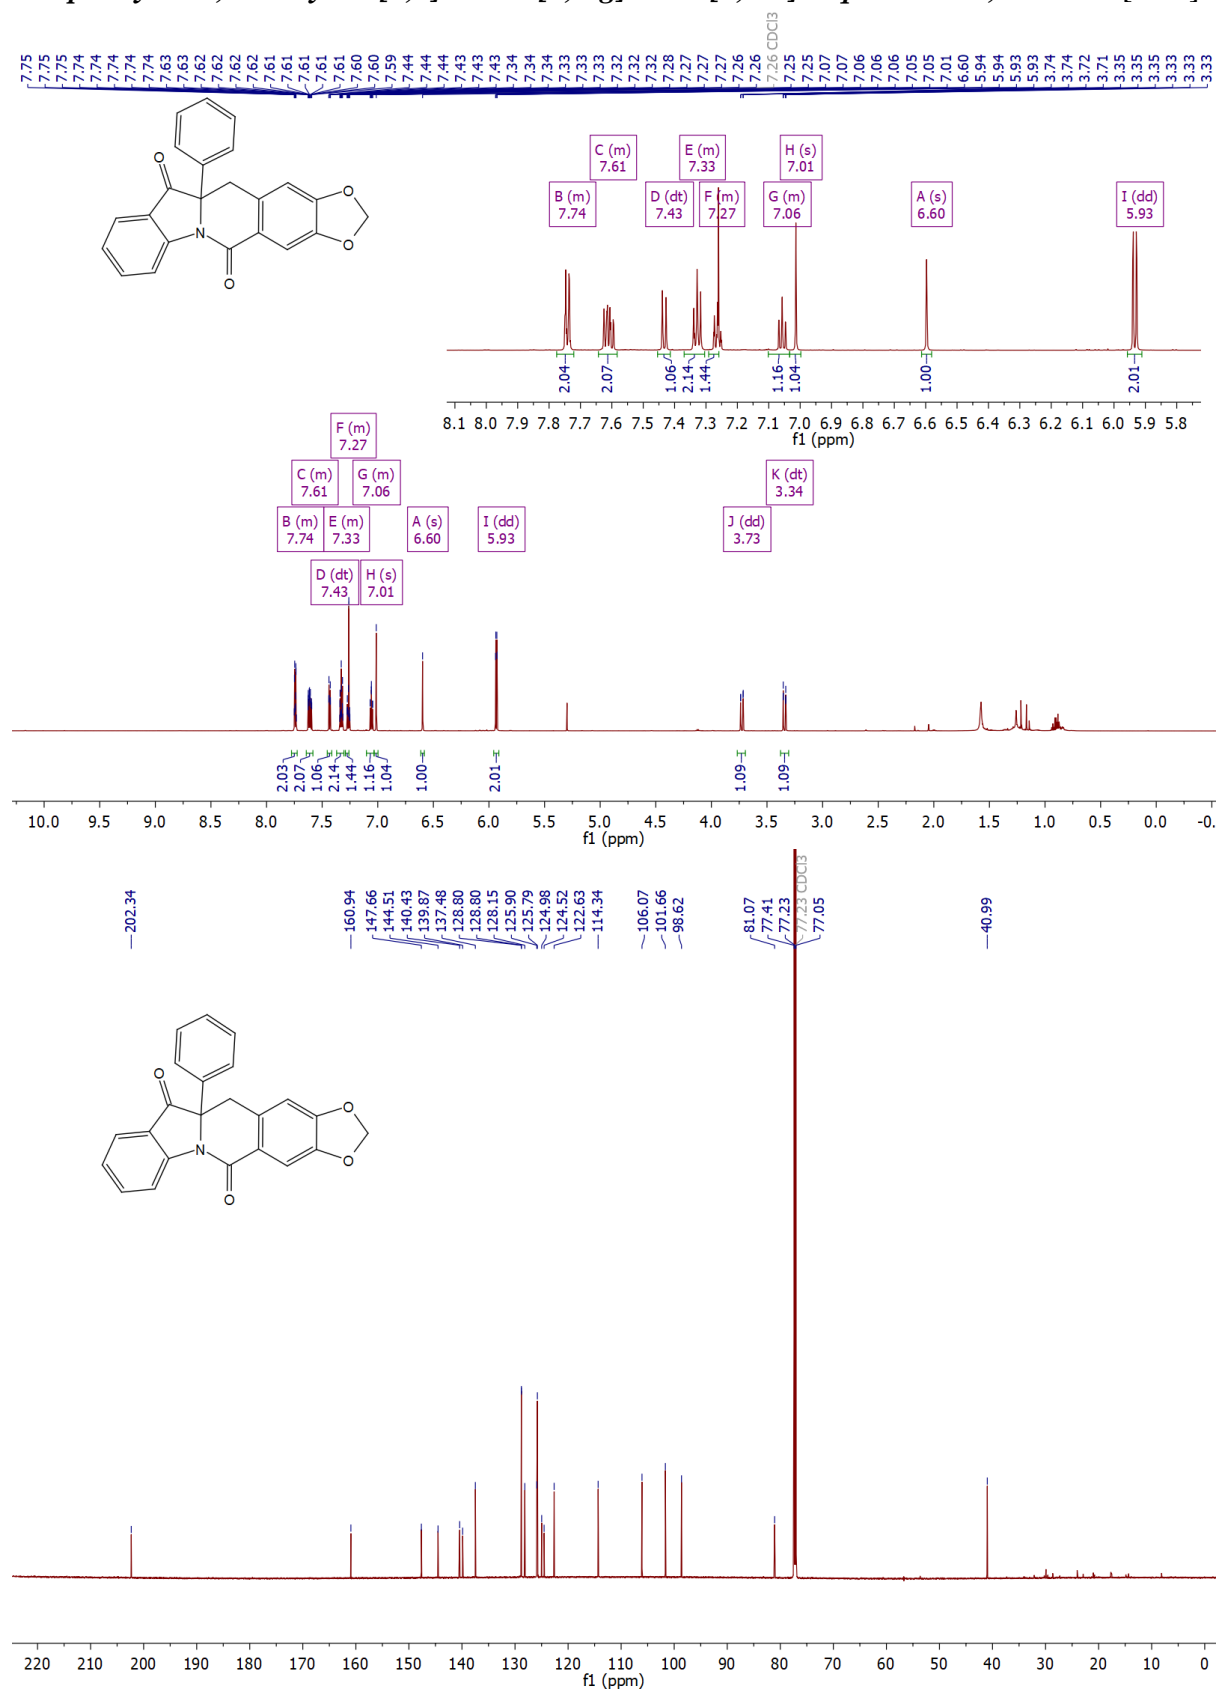 7.75 7.75 7.75 7.74 7.74 7.74 7.74 7.74 7.63 7.63 7.62 7.62 7.62 7.62 7.61 7.61 7.61 7.61 7.61 7.60 7.60 7.59 7.44 7.44 7.44 7.43 7.43 7.43 7.34 7.34 7.34 7.33 7.33 7.33 7.32 7.32 7.32 7.28 7.27 7.27 7.27 7.26 7.26 7.26 CDCl3 7.25 7.25 7.07 7.07 7.06 7.06 7.06 7.05 7.05 7.01 6.60 5.94 5.94 5.93 5.93 3.74 3.74 3.72 3.71 3.35 3.35 3.35 3.33 3.33 3.33
O
N
O
O
O
C (m) 7.61
E (m) 7.33
H (s) 7.01
B (m) 7.74
D (dt) 7.43
F (m) 7.27
G (m) 7.06
A (s) 6.60
I (dd) 5.93
2.04 2.07 1.06 2.14 1.44 1.16 1.04 1.00 2.01
8.1 8.0 7.9 7.8 7.7 7.6 7.5 7.4 7.3 7.2 7.1 7.0 6.9 6.8 6.7 6.6 6.5 6.4 6.3 6.2 6.1 6.0 5.9 5.8
f1 (ppm)
F (m) 7.27
C (m) 7.61
G (m) 7.06
K (dt) 3.34
B (m) 7.74
E (m) 7.33
A (s) 6.60
I (dd) 5.93
J (dd) 3.73
D (dt) 7.43
H (s) 7.01
2.03 2.07 1.06 2.14 1.44 1.16 1.04 1.00 2.01 1.09 1.09
10.0 9.5 9.0 8.5 8.0 7.5 7.0 6.5 6.0 5.5 5.0 4.5 4.0 3.5 3.0 2.5 2.0 1.5 1.0 0.5 0.0
f1 (ppm)
202.34 160.94 147.66 144.51 140.43 139.87 137.48 128.80 128.80 128.15 125.90 125.79 124.98 124.52 122.63 114.34 106.07 101.66 98.62 81.07 77.41 77.23 77.23 CDCl3 77.05 40.99
O
N
O
O
O
220 210 200 190 180 170 160 150 140 130 120 110 100 90 80 70 60 50 40 30 20 10 0
f1 (ppm)